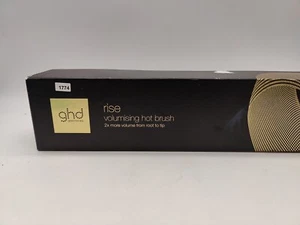 1774
ghd
rise
volumising hot brush
2x more volume from root to tip